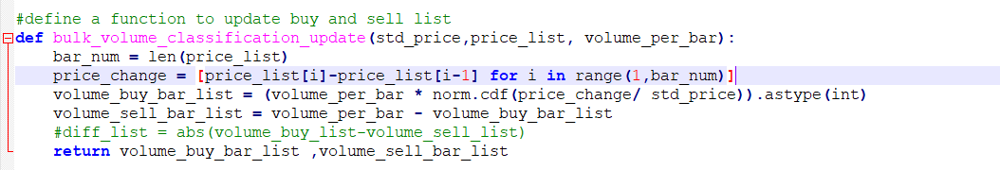 #define a function to update buy and sell list
def bulk_volume_classification_update(std_price,price_list, volume_per_bar):
    bar_num = len(price_list)
    price_change = [price_list[i]-price_list[i-1] for i in range(1,bar_num)]
    volume_buy_bar_list = (volume_per_bar * norm.cdf(price_change/ std_price)).astype(int)
    volume_sell_bar_list = volume_per_bar - volume_buy_bar_list
    #diff_list = abs(volume_buy_list-volume_sell_list)
    return volume_buy_bar_list ,volume_sell_bar_list